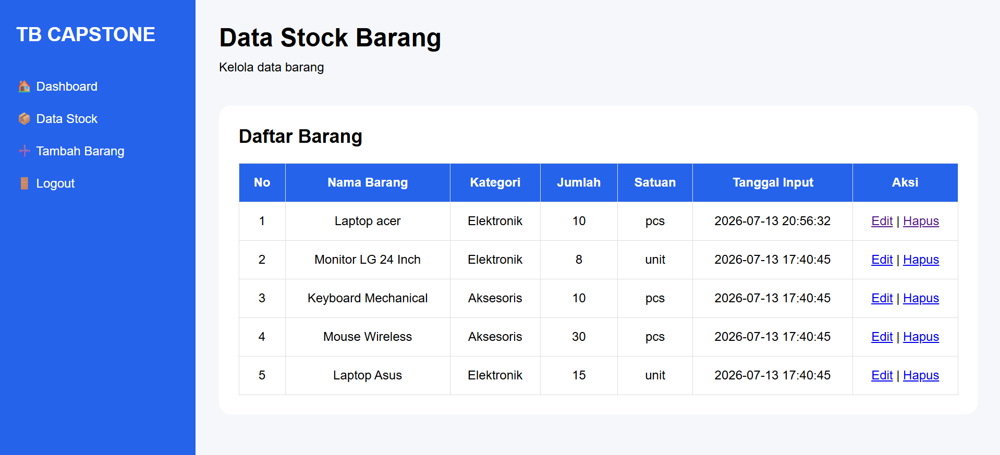 TB CAPSTONE
Dashboard
Data Stock
Tambah Barang
Logout
Data Stock Barang
Kelola data barang
Daftar Barang
No Nama Barang Kategori Jumlah Satuan Tanggal Input Aksi
1 Laptop acer Elektronik 10 pcs 2026-07-13 20:56:32 Edit | Hapus
2 Monitor LG 24 Inch Elektronik 8 unit 2026-07-13 17:40:45 Edit | Hapus
3 Keyboard Mechanical Aksesoris 10 pcs 2026-07-13 17:40:45 Edit | Hapus
4 Mouse Wireless Aksesoris 30 pcs 2026-07-13 17:40:45 Edit | Hapus
5 Laptop Asus Elektronik 15 unit 2026-07-13 17:40:45 Edit | Hapus